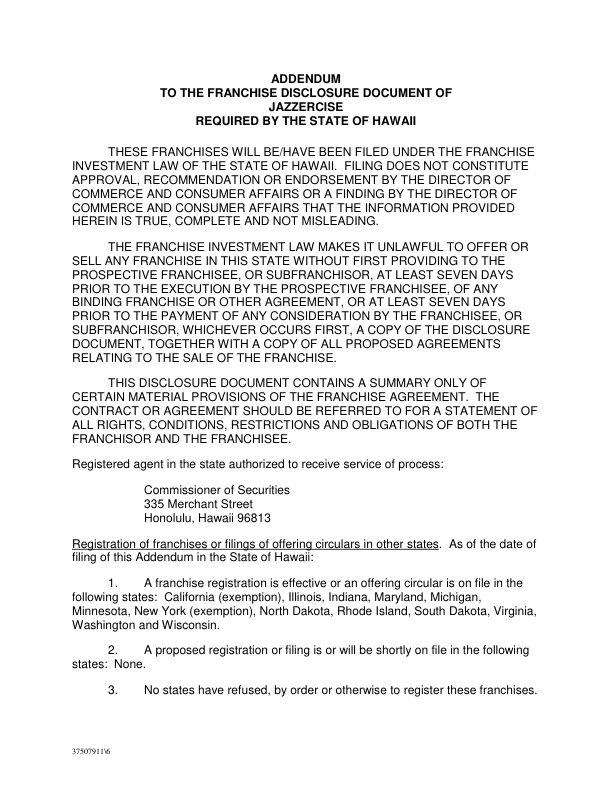 ADDENDUM
TO THE FRANCHISE DISCLOSURE DOCUMENT OF
JAZZERCISE
REQUIRED BY THE STATE OF HAWAII
THESE FRANCHISES WILL BE/HAVE BEEN FILED UNDER THE FRANCHISE
INVESTMENT LAW OF THE STATE OF HAWAII.  FILING DOES NOT CONSTITUTE
APPROVAL, RECOMMENDATION OR ENDORSEMENT BY THE DIRECTOR OF
COMMERCE AND CONSUMER AFFAIRS OR A FINDING BY THE DIRECTOR OF
COMMERCE AND CONSUMER AFFAIRS THAT THE INFORMATION PROVIDED
HEREIN IS TRUE, COMPLETE AND NOT MISLEADING.
THE FRANCHISE INVESTMENT LAW MAKES IT UNLAWFUL TO OFFER OR
SELL ANY FRANCHISE IN THIS STATE WITHOUT FIRST PROVIDING TO THE
PROSPECTIVE FRANCHISEE, OR SUBFRANCHISOR, AT LEAST SEVEN DAYS
PRIOR TO THE EXECUTION BY THE PROSPECTIVE FRANCHISEE, OF ANY
BINDING FRANCHISE OR OTHER AGREEMENT, OR AT LEAST SEVEN DAYS
PRIOR TO THE PAYMENT OF ANY CONSIDERATION BY THE FRANCHISEE, OR
SUBFRANCHISOR, WHICHEVER OCCURS FIRST, A COPY OF THE DISCLOSURE
DOCUMENT, TOGETHER WITH A COPY OF ALL PROPOSED AGREEMENTS
RELATING TO THE SALE OF THE FRANCHISE.
THIS DISCLOSURE DOCUMENT CONTAINS A SUMMARY ONLY OF
CERTAIN MATERIAL PROVISIONS OF THE FRANCHISE AGREEMENT.  THE
CONTRACT OR AGREEMENT SHOULD BE REFERRED TO FOR A STATEMENT OF
ALL RIGHTS, CONDITIONS, RESTRICTIONS AND OBLIGATIONS OF BOTH THE
FRANCHISOR AND THE FRANCHISEE.
Registered agent in the state authorized to receive service of process:
Commissioner of Securities
335 Merchant Street
Honolulu, Hawaii 96813
Registration of franchises or filings of offering circulars in other states.  As of the date of
filing of this Addendum in the State of Hawaii:
1. A franchise registration is effective or an offering circular is on file in the
following states:  California (exemption), Illinois, Indiana, Maryland, Michigan,
Minnesota, New York (exemption), North Dakota, Rhode Island, South Dakota, Virginia,
Washington and Wisconsin.
2. A proposed registration or filing is or will be shortly on file in the following
states:  None.
3. No states have refused, by order or otherwise to register these franchises.
37507911\6